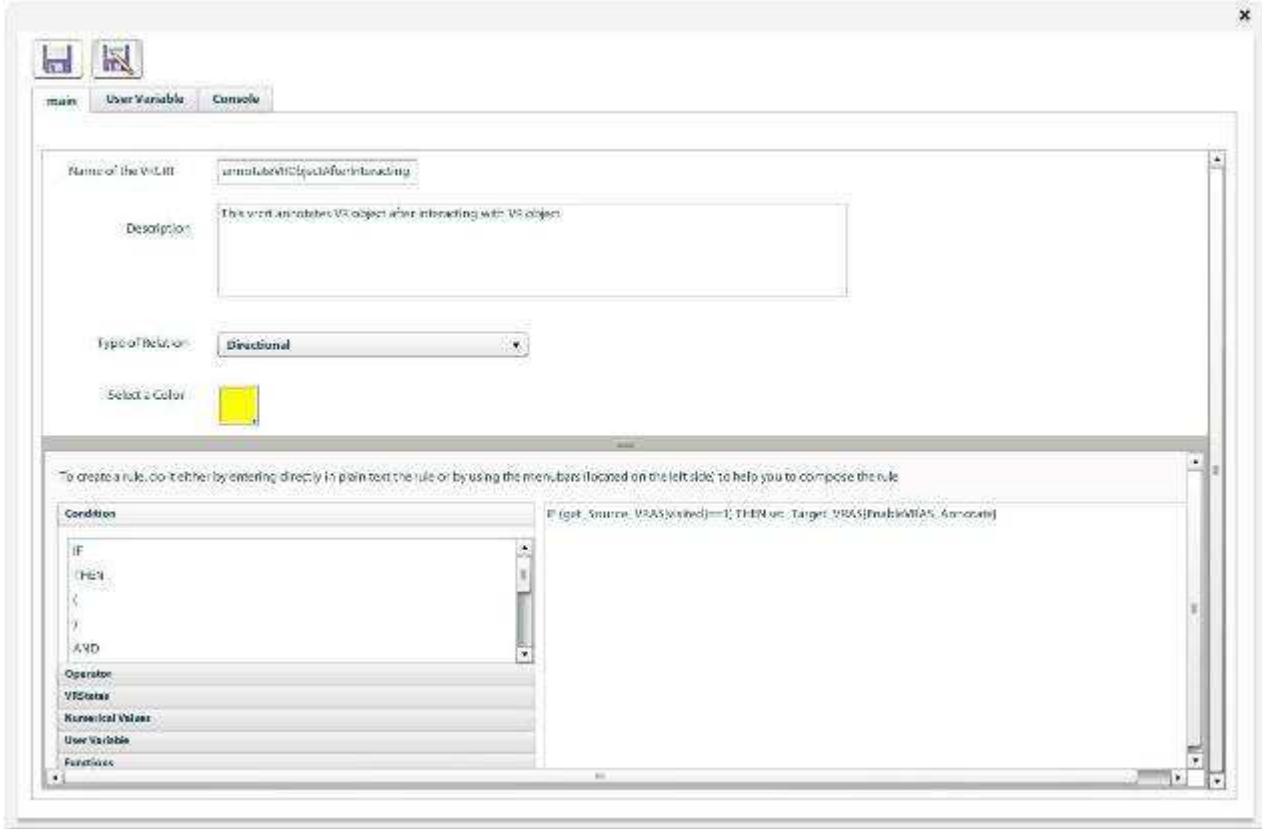 main User Variable Console
Name of the VRCRT annotateVRObjectAfterInteracting
This vrcrt annotates VR object after interacting with VR object
Description
Type of Relation Directional
Select a Color
To create a rule, do it either by entering directly in plain text the rule or by using the menubars (located on the left side) to help you to compose the rule
Condition IF (get_Source_VRAS(visited)==1) THEN set_Target_VRAS(EnableVRAS_Annotate)
IF
THEN
(
)
AND
Operator
VRStates
Numerical Values
User Variable
Functions